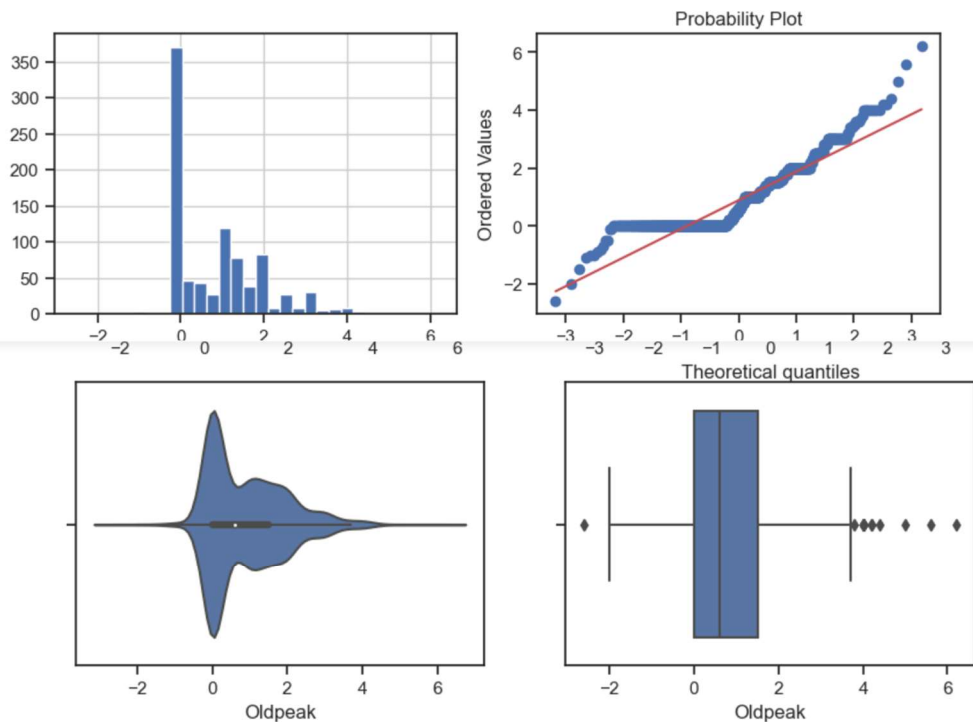 Probability Plot
350
300
250
200
150
100
50
0
−2 0 2 4 6
−2 0 2 4 6
Ordered Values
6
4
2
0
−2
−3 −2 −1 0 1 2 3
−3 −2 −1 0 1 2 3
Theoretical quantiles
−2 0 2 4 6
Oldpeak
−2 0 2 4 6
Oldpeak